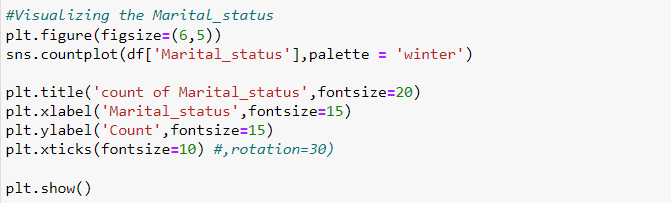 #Visualizing the Marital_status
plt.figure(figsize=(6,5))
sns.countplot(df['Marital_status'],palette = 'winter')
plt.title('count of Marital_status',fontsize=20)
plt.xlabel('Marital_status',fontsize=15)
plt.ylabel('Count',fontsize=15)
plt.xticks(fontsize=10) #,rotation=30)
plt.show()